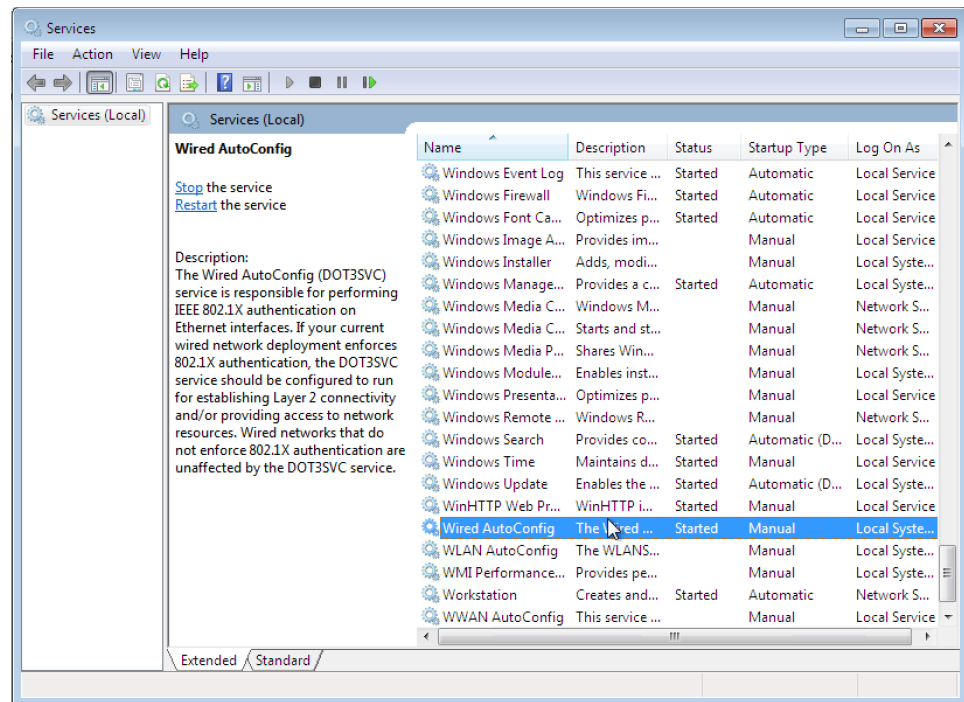 Services
File Action View Help
Services (Local)
Services (Local)
Wired AutoConfig
Stop the service
Restart the service
Description:
The Wired AutoConfig (DOT3SVC)
service is responsible for performing
IEEE 802.1X authentication on
Ethernet interfaces. If your current
wired network deployment enforces
802.1X authentication, the DOT3SVC
service should be configured to run
for establishing Layer 2 connectivity
and/or providing access to network
resources. Wired networks that do
not enforce 802.1X authentication are
unaffected by the DOT3SVC service.
Name Description Status Startup Type Log On As
Windows Event Log This service ... Started Automatic Local Service
Windows Firewall Windows Fi... Started Automatic Local Service
Windows Font Ca... Optimizes p... Started Automatic Local Service
Windows Image A... Provides im... Manual Local Service
Windows Installer Adds, modi... Manual Local Syste...
Windows Manage... Provides a c... Started Automatic Local Syste...
Windows Media C... Windows M... Manual Network S...
Windows Media C... Starts and st... Manual Network S...
Windows Media P... Shares Win... Manual Network S...
Windows Module... Enables inst... Manual Local Syste...
Windows Presenta... Optimizes p... Manual Local Service
Windows Remote ... Windows R... Manual Network S...
Windows Search Provides co... Started Automatic (D... Local Syste...
Windows Time Maintains d... Started Manual Local Service
Windows Update Enables the ... Started Automatic (D... Local Syste...
WinHTTP Web Pr... WinHTTP i... Started Manual Local Service
Wired AutoConfig The Wired ... Started Manual Local Syste...
WLAN AutoConfig The WLANS... Manual Local Syste...
WMI Performance... Provides pe... Manual Local Syste...
Workstation Creates and... Started Automatic Network S...
WWAN AutoConfig This service ... Manual Local Service
Extended Standard